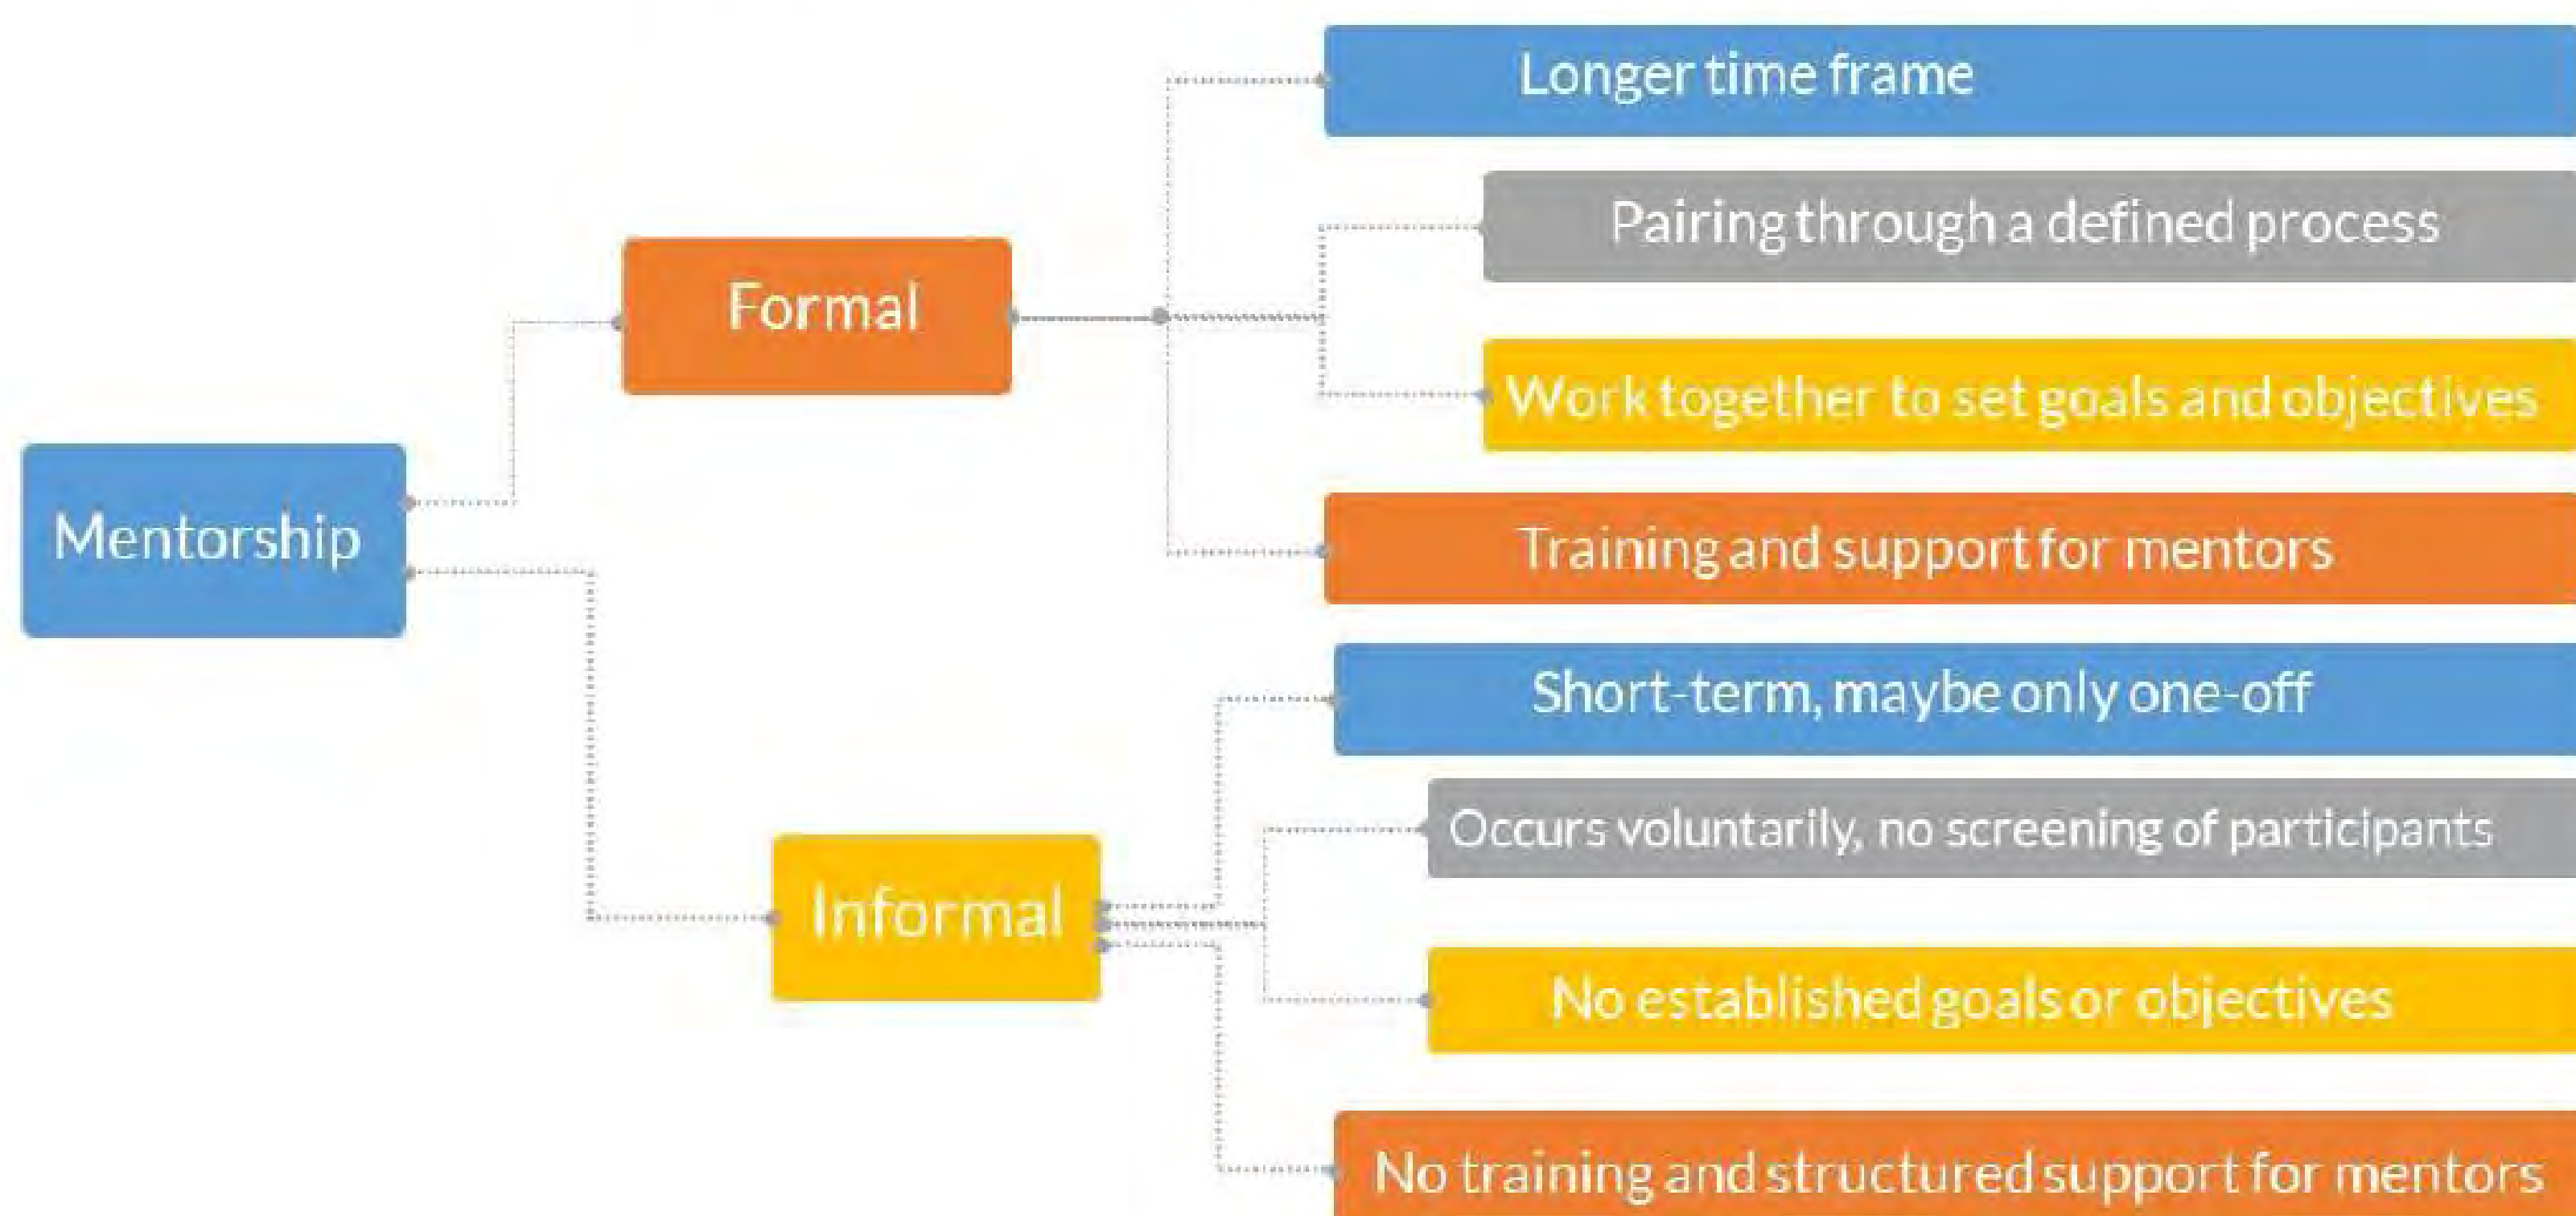 Longer time frame
Pairing through a defined process
Formal
Work together to set goals and objectives
Mentorship
Training and support for mentors
Short-term, maybe only one-off
Occurs voluntarily, no screening of participants
Informal
No established goals or objectives
No training and structured support for mentors